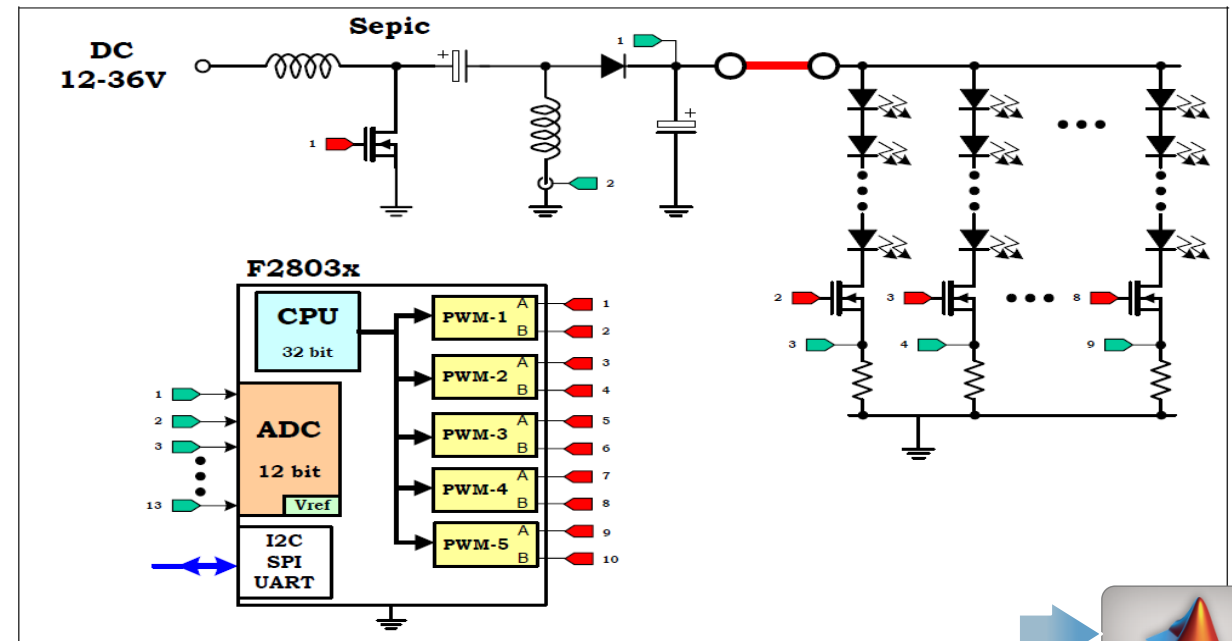 Sepic
DC
12-36V
+
1
+
1
2
2
3
8
3
4
9
F2803x
CPU
32 bit
ADC
12 bit
Vref
I2C
SPI
UART
1
2
3
13
PWM-1
A
B
1
2
PWM-2
A
B
3
4
PWM-3
A
B
5
6
PWM-4
A
B
7
8
PWM-5
A
B
9
10